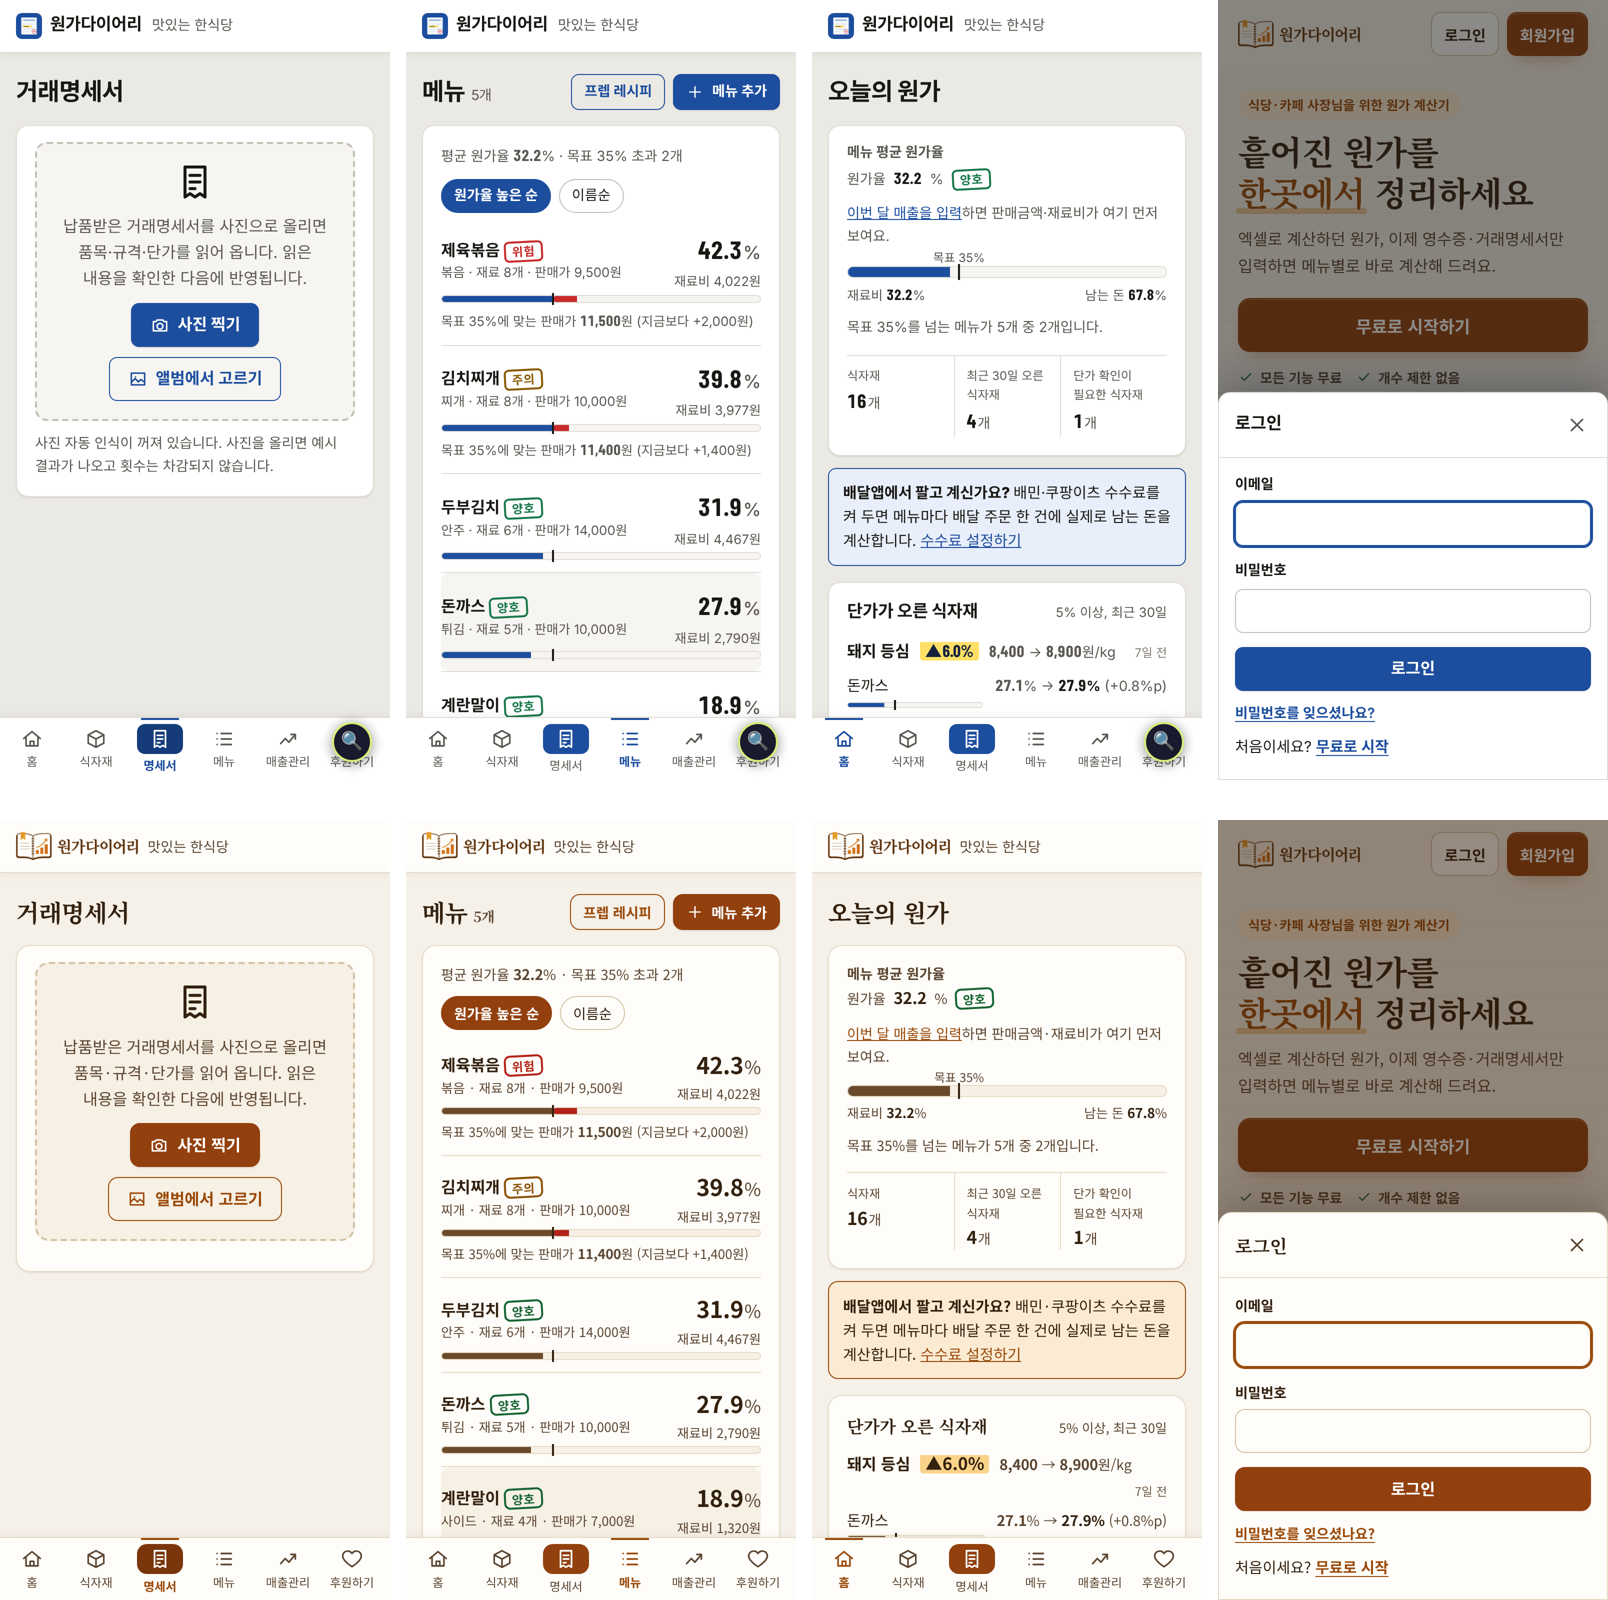 원가다이어리 맛있는 한식당
거래명세서
납품받은 거래명세서를 사진으로 올리면
품목·규격·단가를 읽어 옵니다. 읽은
내용을 확인한 다음에 반영됩니다.
사진 찍기
앨범에서 고르기
사진 자동 인식이 꺼져 있습니다. 사진을 올리면 예시
결과가 나오고 횟수는 차감되지 않습니다.
홈 식자재 명세서 메뉴 매출관리 후원하기
원가다이어리 맛있는 한식당
메뉴 5개 프렙 레시피 메뉴 추가
평균 원가율 32.2% · 목표 35% 초과 2개
원가율 높은 순 이름순
제육볶음 위험 42.3%
볶음 · 재료 8개 · 판매가 9,500원 재료비 4,022원
목표 35%에 맞는 판매가 11,500원 (지금보다 +2,000원)
김치찌개 주의 39.8%
찌개 · 재료 8개 · 판매가 10,000원 재료비 3,977원
목표 35%에 맞는 판매가 11,400원 (지금보다 +1,400원)
두부김치 양호 31.9%
안주 · 재료 6개 · 판매가 14,000원 재료비 4,467원
돈까스 양호 27.9%
튀김 · 재료 5개 · 판매가 10,000원 재료비 2,790원
계란말이 양호 18.9%
홈 식자재 명세서 메뉴 매출관리 후원하기
원가다이어리 맛있는 한식당
오늘의 원가
메뉴 평균 원가율
원가율 32.2 % 양호
이번 달 매출을 입력하면 판매금액·재료비가 여기 먼저
보여요.
목표 35%
재료비 32.2% 남는 돈 67.8%
목표 35%를 넘는 메뉴가 5개 중 2개입니다.
식자재
16개
최근 30일 오른
식자재
4개
단가 확인이
필요한 식자재
1개
배달앱에서 팔고 계신가요? 배민·쿠팡이츠 수수료를
켜 두면 메뉴마다 배달 주문 한 건에 실제로 남는 돈을
계산합니다. 수수료 설정하기
단가가 오른 식자재 5% 이상, 최근 30일
돼지 등심 ▲6.0% 8,400 → 8,900원/kg 7일 전
돈까스 27.1% → 27.9% (+0.8%p)
홈 식자재 명세서 메뉴 매출관리 후원하기
원가다이어리 로그인 회원가입
식당·카페 사장님을 위한 원가 계산기
흩어진 원가를
한곳에서 정리하세요
엑셀로 계산하던 원가, 이제 영수증·거래명세서만
입력하면 메뉴별로 바로 계산해 드려요.
무료로 시작하기
✓ 모든 기능 무료 ✓ 개수 제한 없음
로그인
이메일
비밀번호
로그인
비밀번호를 잊으셨나요?
처음이세요? 무료로 시작
원가다이어리 맛있는 한식당
거래명세서
납품받은 거래명세서를 사진으로 올리면
품목·규격·단가를 읽어 옵니다. 읽은
내용을 확인한 다음에 반영됩니다.
사진 찍기
앨범에서 고르기
홈 식자재 명세서 메뉴 매출관리 후원하기
원가다이어리 맛있는 한식당
메뉴 5개 프렙 레시피 메뉴 추가
평균 원가율 32.2% · 목표 35% 초과 2개
원가율 높은 순 이름순
제육볶음 위험 42.3%
볶음 · 재료 8개 · 판매가 9,500원 재료비 4,022원
목표 35%에 맞는 판매가 11,500원 (지금보다 +2,000원)
김치찌개 주의 39.8%
찌개 · 재료 8개 · 판매가 10,000원 재료비 3,977원
목표 35%에 맞는 판매가 11,400원 (지금보다 +1,400원)
두부김치 양호 31.9%
안주 · 재료 6개 · 판매가 14,000원 재료비 4,467원
돈까스 양호 27.9%
튀김 · 재료 5개 · 판매가 10,000원 재료비 2,790원
계란말이 양호 18.9%
사이드 · 재료 4개 · 판매가 7,000원 재료비 1,320원
홈 식자재 명세서 메뉴 매출관리 후원하기
원가다이어리 맛있는 한식당
오늘의 원가
메뉴 평균 원가율
원가율 32.2 % 양호
이번 달 매출을 입력하면 판매금액·재료비가 여기 먼저
보여요.
목표 35%
재료비 32.2% 남는 돈 67.8%
목표 35%를 넘는 메뉴가 5개 중 2개입니다.
식자재
16개
최근 30일 오른
식자재
4개
단가 확인이
필요한 식자재
1개
배달앱에서 팔고 계신가요? 배민·쿠팡이츠 수수료를
켜 두면 메뉴마다 배달 주문 한 건에 실제로 남는 돈을
계산합니다. 수수료 설정하기
단가가 오른 식자재 5% 이상, 최근 30일
돼지 등심 ▲6.0% 8,400 → 8,900원/kg
7일 전
돈까스 27.1% → 27.9% (+0.8%p)
홈 식자재 명세서 메뉴 매출관리 후원하기
원가다이어리 로그인 회원가입
식당·카페 사장님을 위한 원가 계산기
흩어진 원가를
한곳에서 정리하세요
엑셀로 계산하던 원가, 이제 영수증·거래명세서만
입력하면 메뉴별로 바로 계산해 드려요.
무료로 시작하기
✓ 모든 기능 무료 ✓ 개수 제한 없음
로그인
이메일
비밀번호
로그인
비밀번호를 잊으셨나요?
처음이세요? 무료로 시작